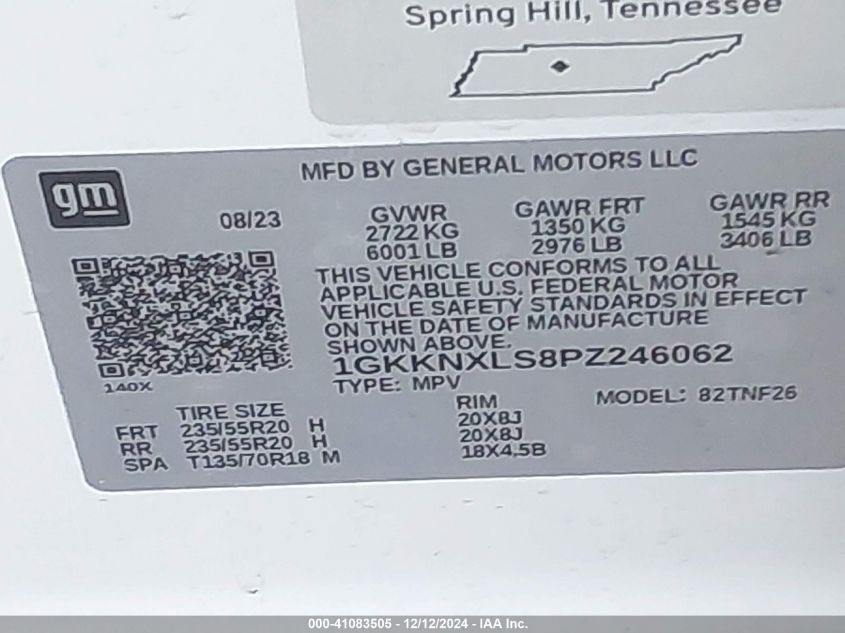 Spring Hill, Tennessee
gm
MFD BY GENERAL MOTORS LLC
08/23
GVWR
2722 KG
6001 LB
GAWR FRT
1350 KG
2976 LB
GAWR RR
1545 KG
3406 LB
THIS VEHICLE CONFORMS TO ALL
APPLICABLE U.S. FEDERAL MOTOR
VEHICLE SAFETY STANDARDS IN EFFECT
ON THE DATE OF MANUFACTURE
SHOWN ABOVE.
1GKKNXLS8PZ246062
140X
TYPE: MPV
MODEL: 82TNF26
TIRE SIZE
RIM
FRT 235/55R20 H 20X8J
RR 235/55R20 H 20X8J
SPA T135/70R18 M 18X4.5B
000-41083505 - 12/12/2024 - IAA Inc.